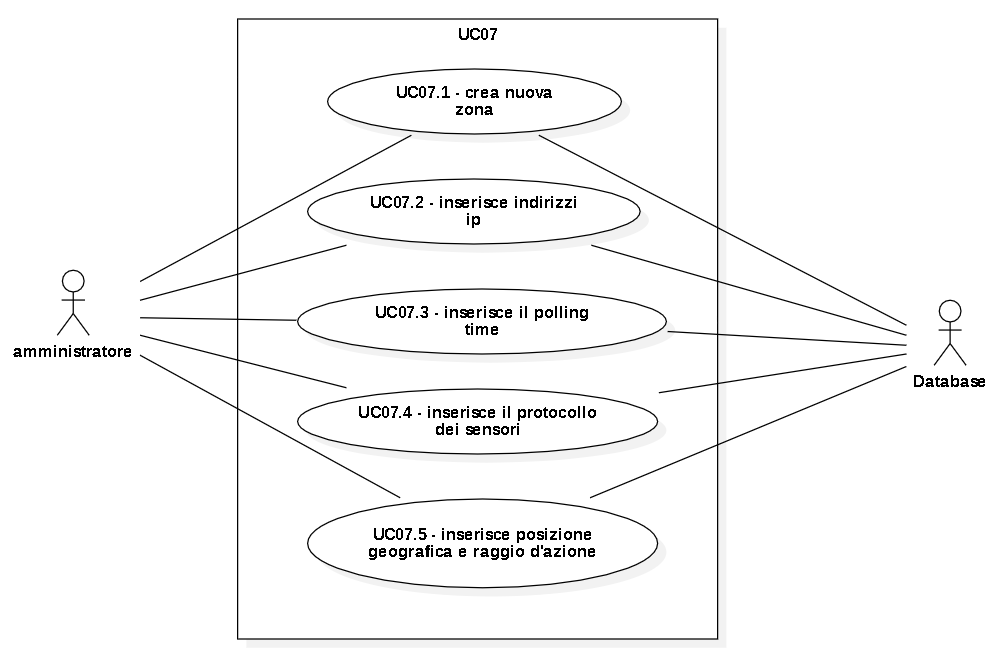 UC07
UC07.1 - crea nuova
zona
UC07.2 - inserisce indirizzi
ip
UC07.3 - inserisce il polling
time
amministratore
Database
UC07.4 - inserisce il protocollo
dei sensori
UC07.5 - inserisce posizione
geografica e raggio d'azione